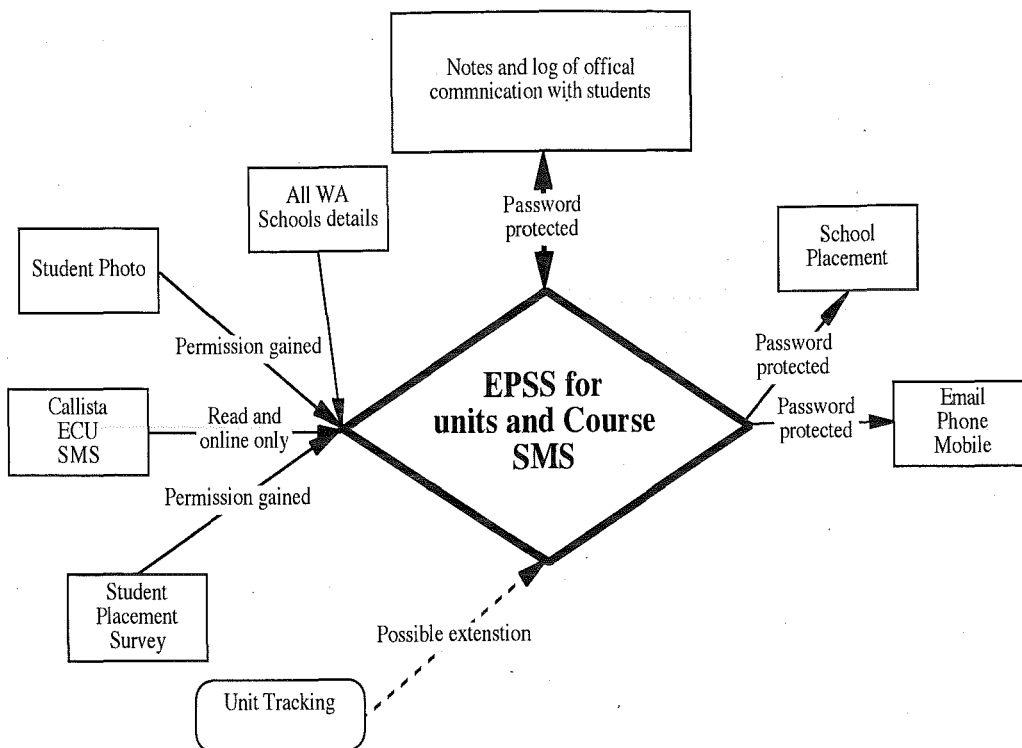 Notes and log of offical
commnication with students
All WA
Schools details
Password
protected
School
Placement
Student Photo
Permission gained
Password
protected
EPSS for
units and Course
SMS
Callista
ECU
SMS
Read and
online only
Password
protected
Email
Phone
Mobile
Permission gained
Student
Placement
Survey
Possible extenstion
Unit Tracking